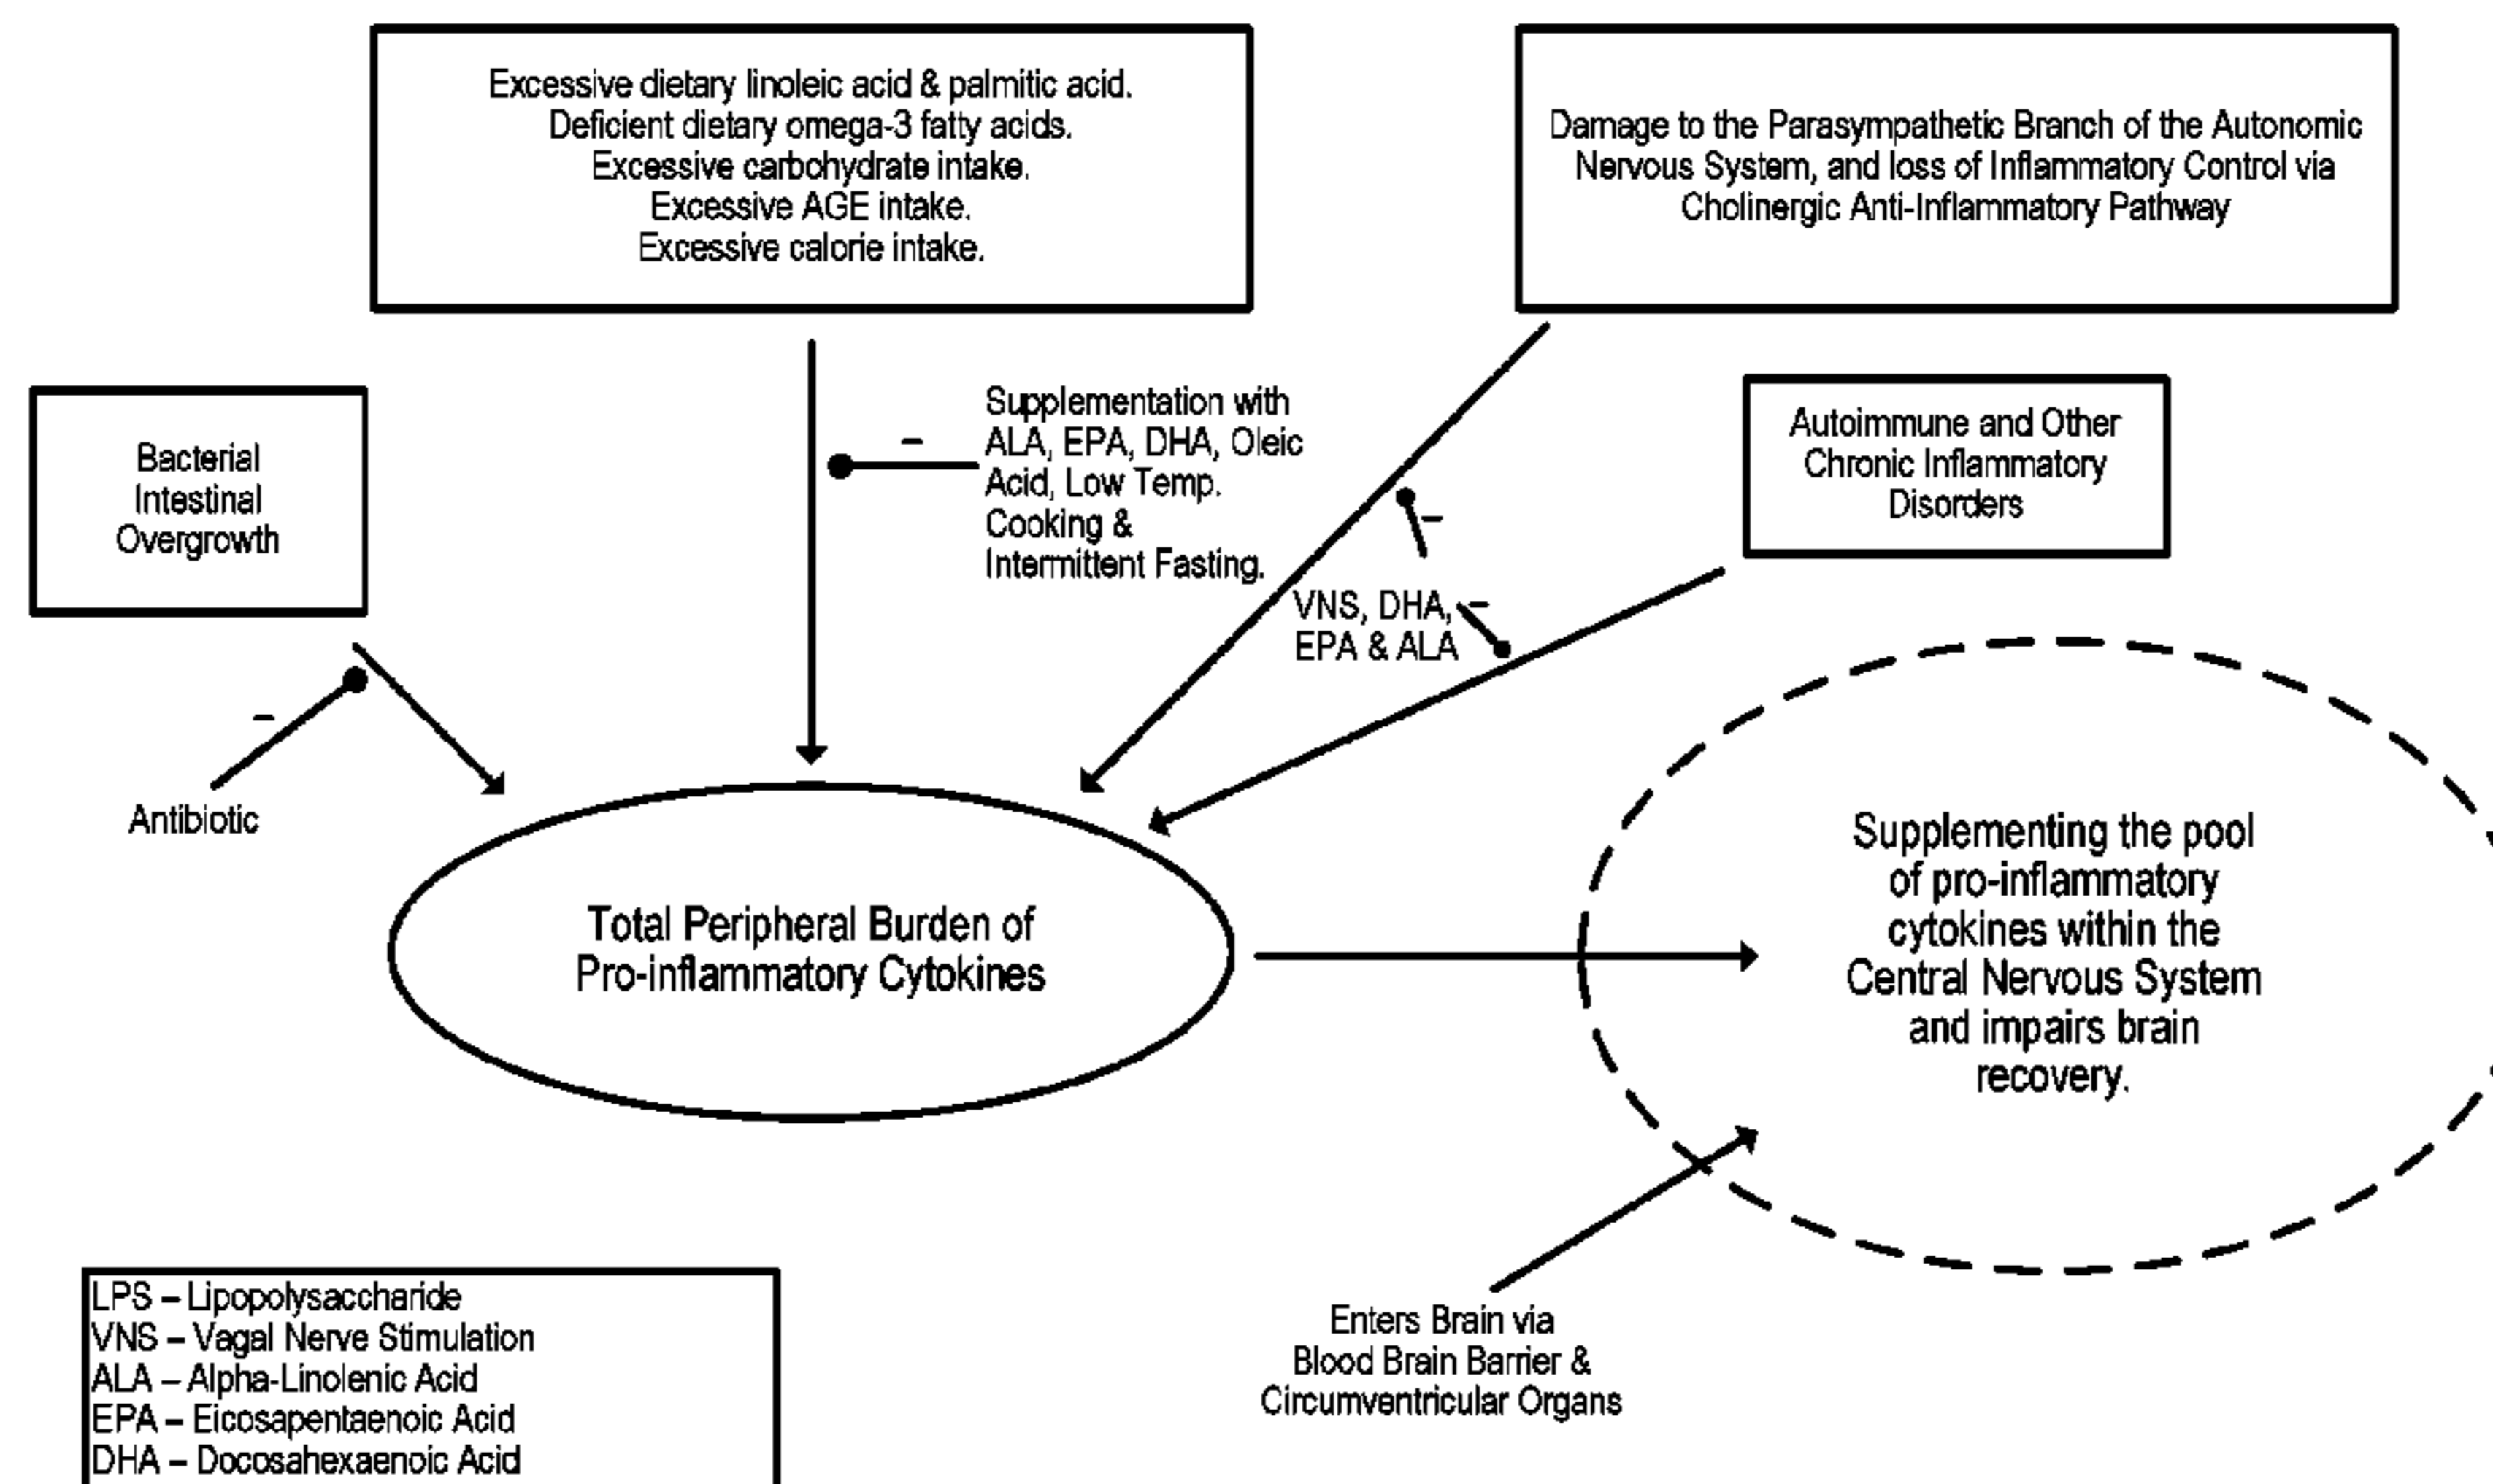 Excessive dietary linoleic acid & palmitic acid.
Deficient dietary omega-3 fatty acids.
Excessive carbohydrate intake.
Excessive AGE intake.
Excessive calorie intake.
Damage to the Parasympathetic Branch of the Autonomic
Nervous System, and loss of Inflammatory Control via
Cholinergic Anti-Inflammatory Pathway
Bacterial
Intestinal
Overgrowth
–
Supplementation with
ALA, EPA, DHA, Oleic
Acid, Low Temp.
Cooking &
Intermittent Fasting.
Autoimmune and Other
Chronic Inflammatory
Disorders
–
–
VNS, DHA,
EPA & ALA
–
Antibiotic
Total Peripheral Burden of
Pro-inflammatory Cytokines
Supplementing the pool
of pro-inflammatory
cytokines within the
Central Nervous System
and impairs brain
recovery.
Enters Brain via
Blood Brain Barrier &
Circumventricular Organs
LPS – Lipopolysaccharide
VNS – Vagal Nerve Stimulation
ALA – Alpha-Linolenic Acid
EPA – Eicosapentaenoic Acid
DHA – Docosahexaenoic Acid